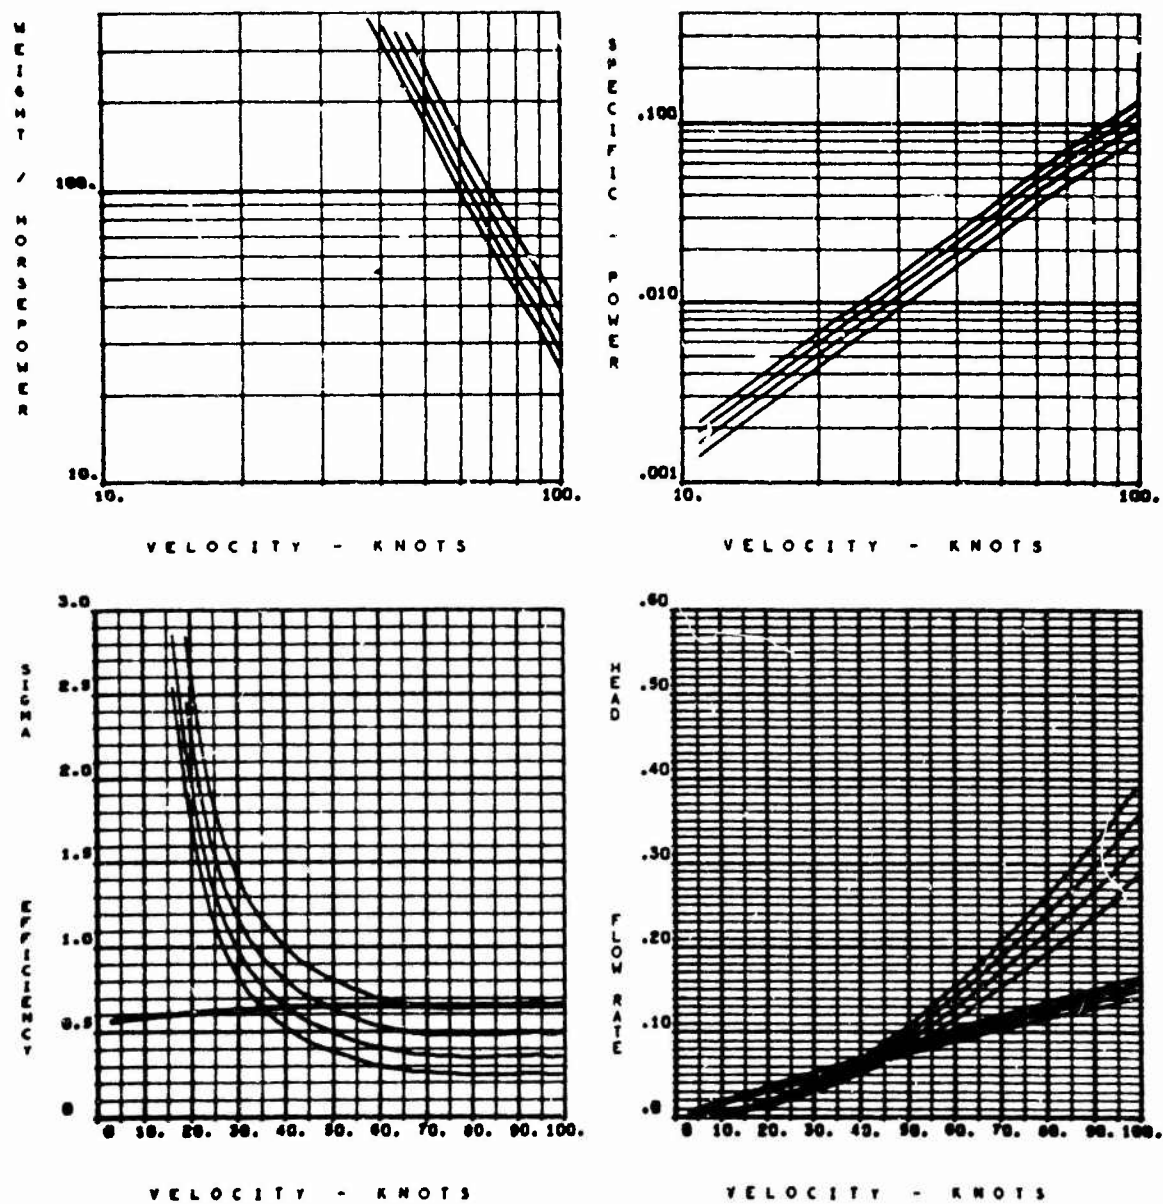 WEIGHT / HORSEPOWER
100.
10.
10. 100.
VELOCITY - KNOTS
SPECIFIC - POWER
.100
.010
.001
10. 100.
VELOCITY - KNOTS
SIGMA
EFFICIENCY
3.0
2.5
2.0
1.5
1.0
0.5
0
0 10. 20. 30. 40. 50. 60. 70. 80. 90. 100.
VELOCITY - KNOTS
HEAD
FLOW RATE
.60
.50
.40
.30
.20
.10
.0
0 10. 20. 30. 40. 50. 60. 70. 80. 90. 100.
VELOCITY - KNOTS